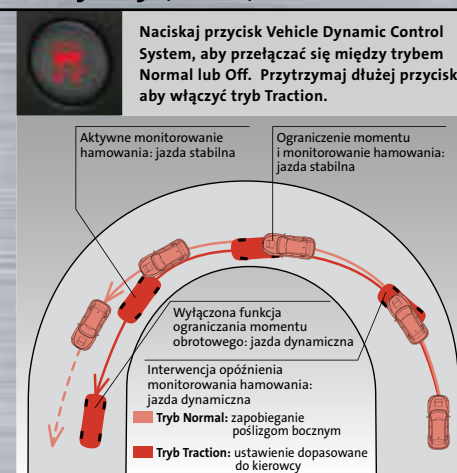 Naciskaj przycisk Vehicle Dynamic Control
System, aby przełączać się między trybem
Normal lub Off. Przytrzymaj dłużej przycisk
aby włączyć tryb Traction.
Aktywne monitorowanie
hamowania: jazda stabilna
Ograniczenie momentu
i monitorowanie hamowania:
jazda stabilna
Wyłączona funkcja
ograniczania momentu
obrotowego: jazda dynamiczna
Interwencja opóźnienia
monitorowania hamowania:
jazda dynamiczna
Tryb Normal: zapobieganie
poślizgom bocznym
Tryb Traction: ustawienie dopasowane
do kierowcy